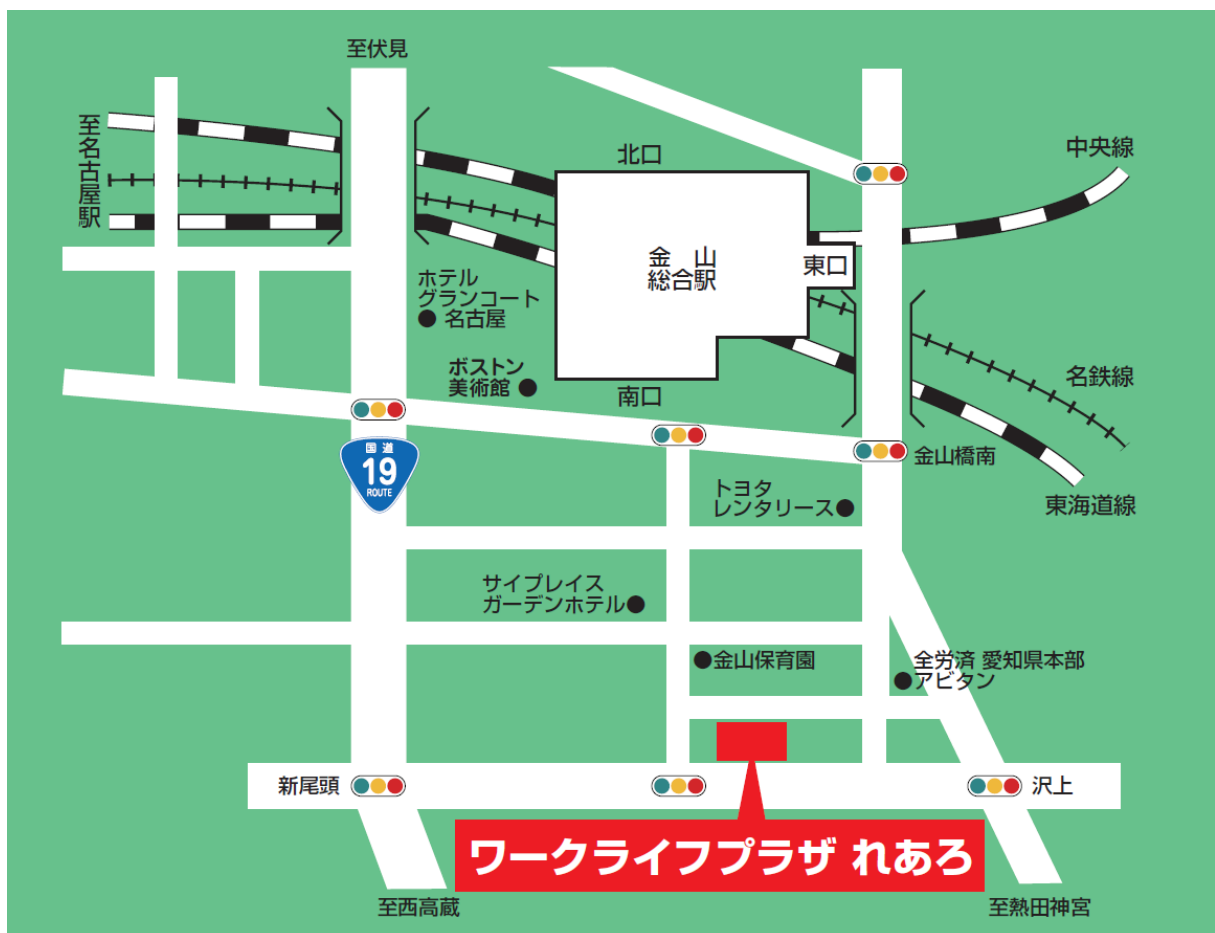 至伏見
至名古屋駅
北口
中央線
金　山
総合駅
東口
ホテル
グランコート
名古屋
ボストン
美術館
南口
名鉄線
国道
19
ROUTE
金山橋南
東海道線
トヨタ
レンタリース
サイプレイス
ガーデンホテル
金山保育園
全労済 愛知県本部
アビタン
新尾頭
沢上
ワークライフプラザ れあろ
至西高蔵
至熱田神宮